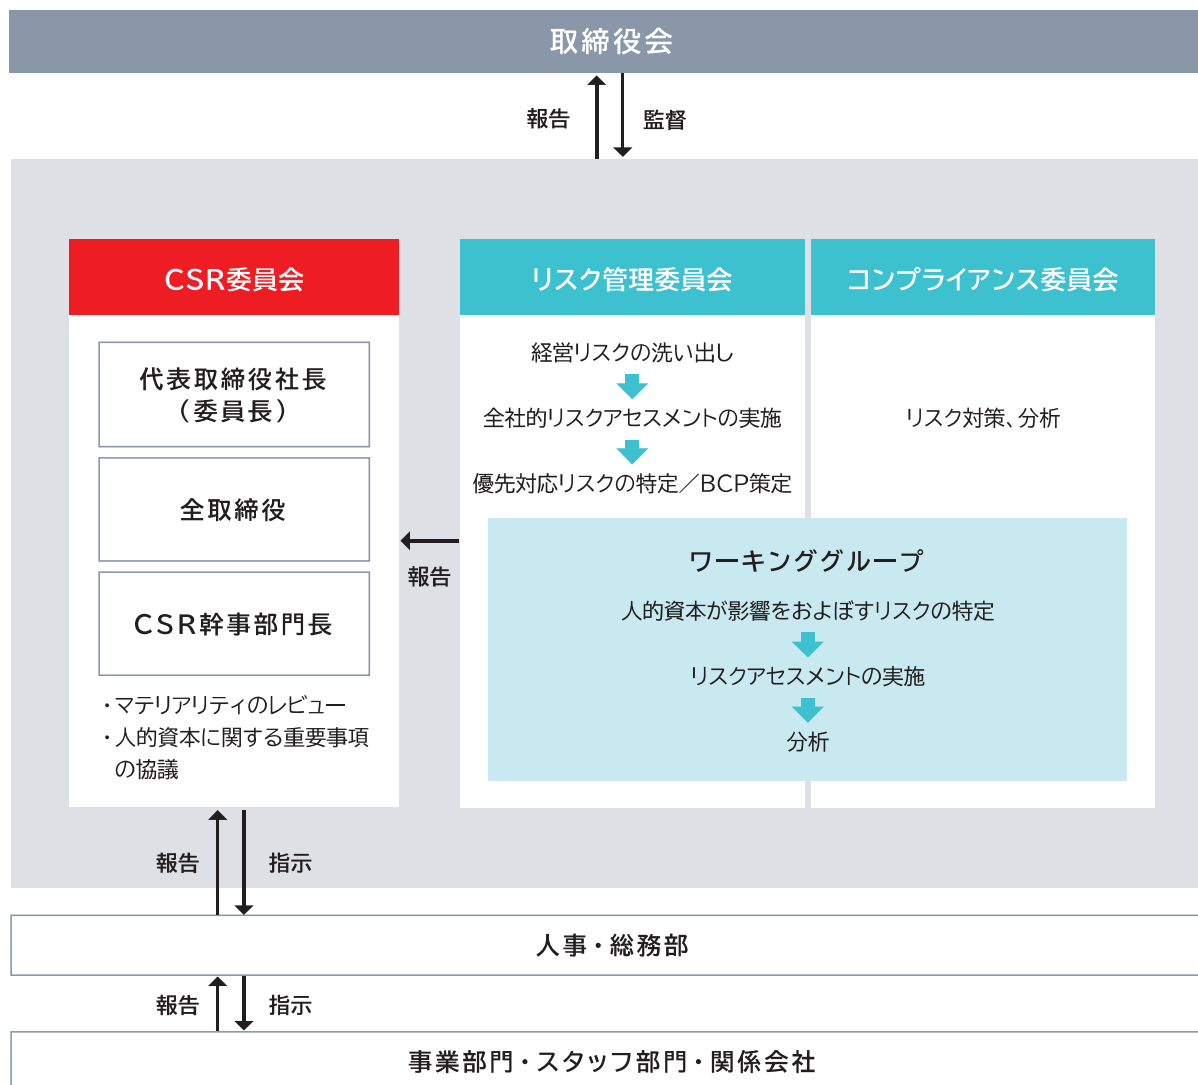 取締役会
報告
監督
CSR委員会
代表取締役社長
（委員長）
全取締役
CSR幹事部門長
・マテリアリティのレビュー
・人的資本に関する重要事項
の協議
報告
リスク管理委員会
経営リスクの洗い出し
全社的リスクアセスメントの実施
優先対応リスクの特定／BCP策定
コンプライアンス委員会
リスク対策、分析
ワーキンググループ
人的資本が影響をおよぼすリスクの特定
リスクアセスメントの実施
分析
報告
指示
人事・総務部
報告
指示
事業部門・スタッフ部門・関係会社